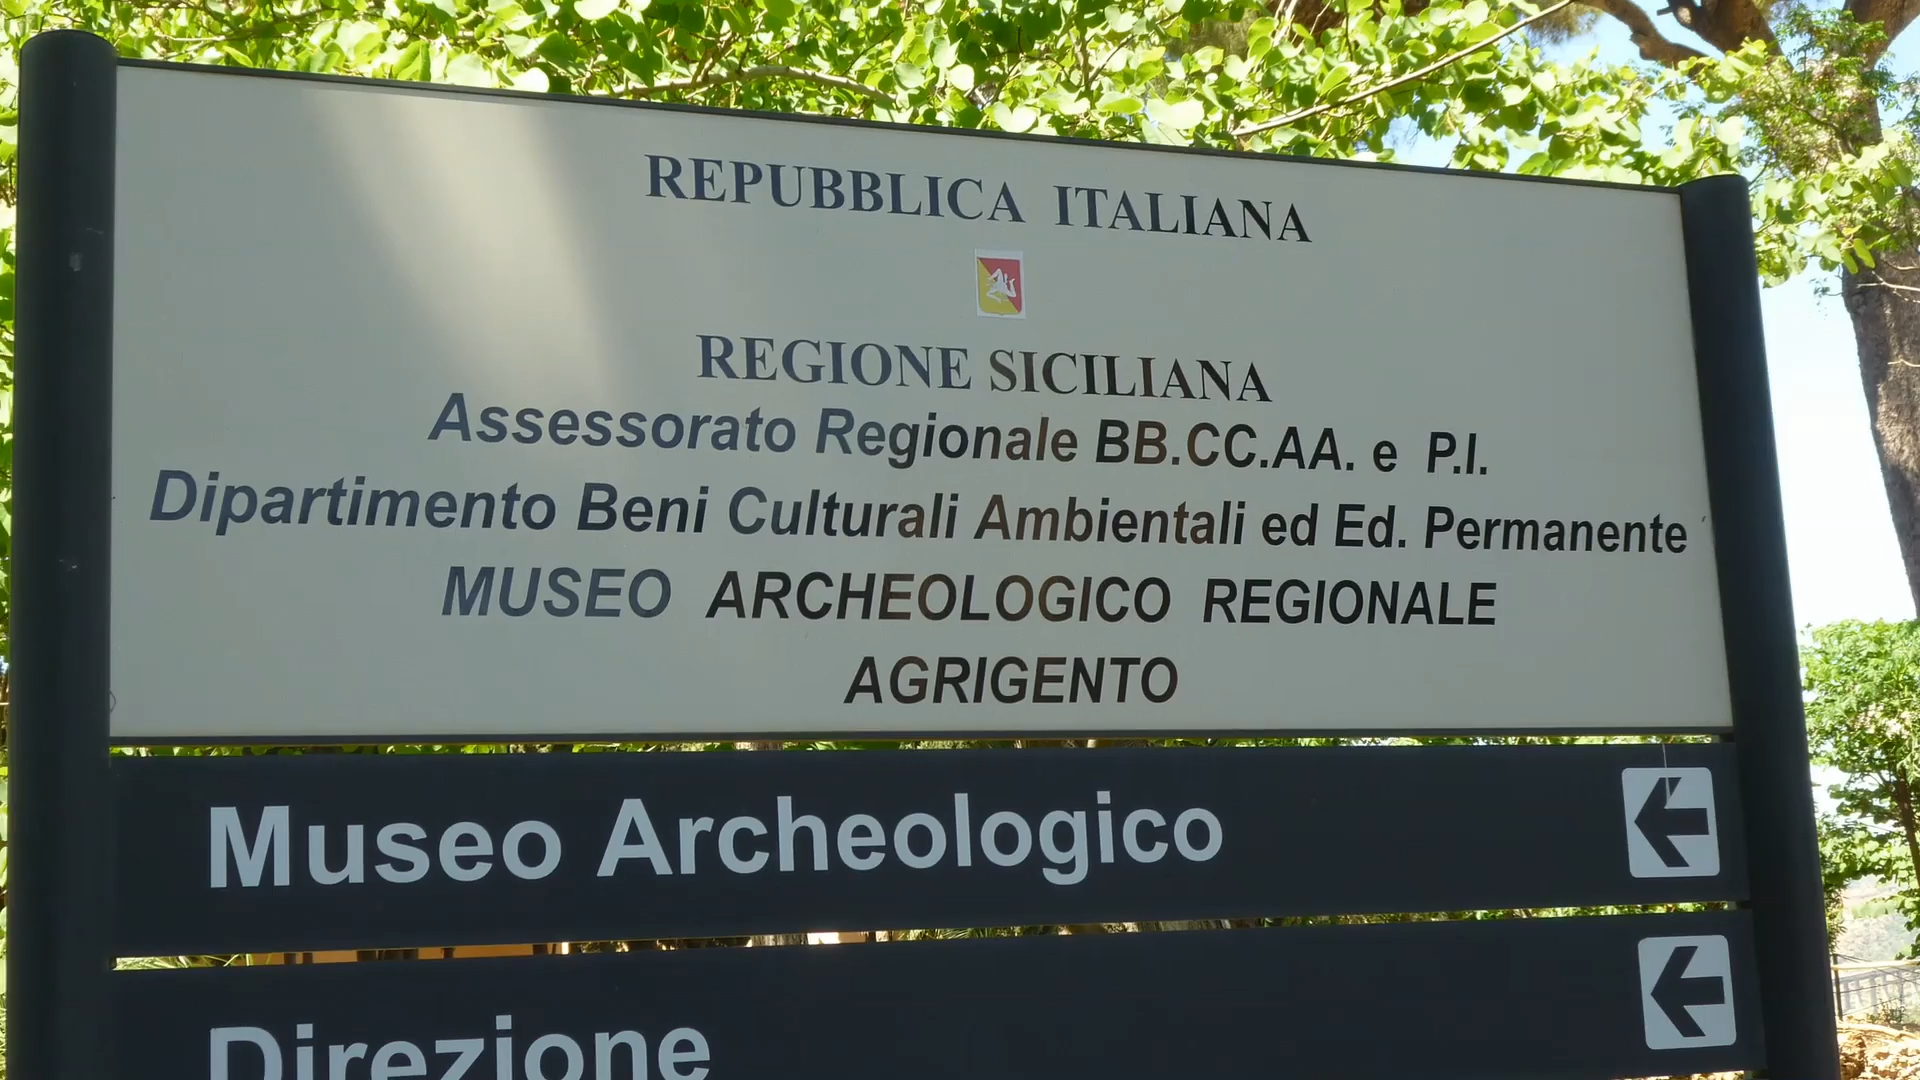 REPUBBLICA ITALIANA
REGIONE SICILIANA
Assessorato Regionale BB.CC.AA. e P.I.
Dipartimento Beni Culturali Ambientali ed Ed. Permanente
MUSEO ARCHEOLOGICO REGIONALE
AGRIGENTO
Museo Archeologico
Direzione